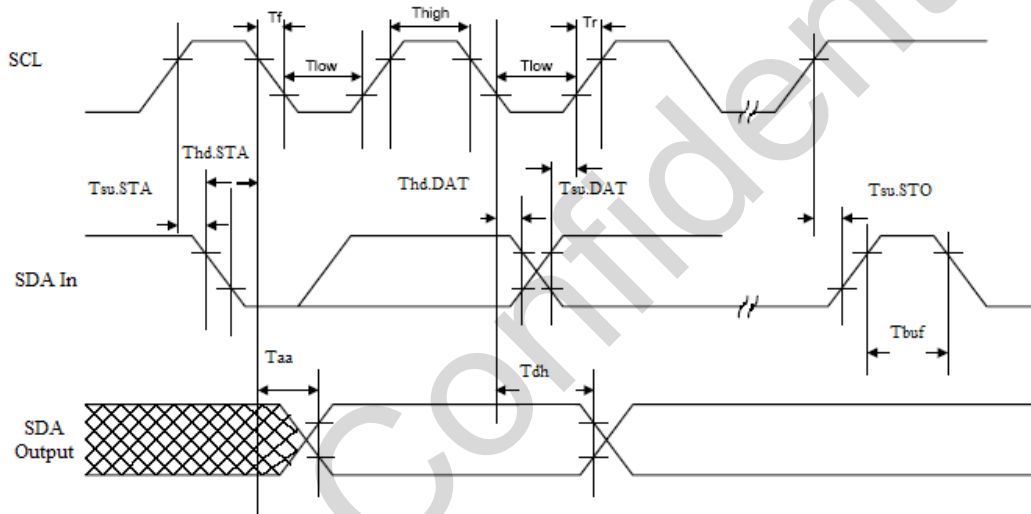 Tf
Thigh
Tr
SCL
Tlow
Tlow
Thd.STA
Tsu.STA
Thd.DAT
Tsu.DAT
Tsu.STO
SDA In
Tbuf
Taa
Tdh
SDA
Output
Confident